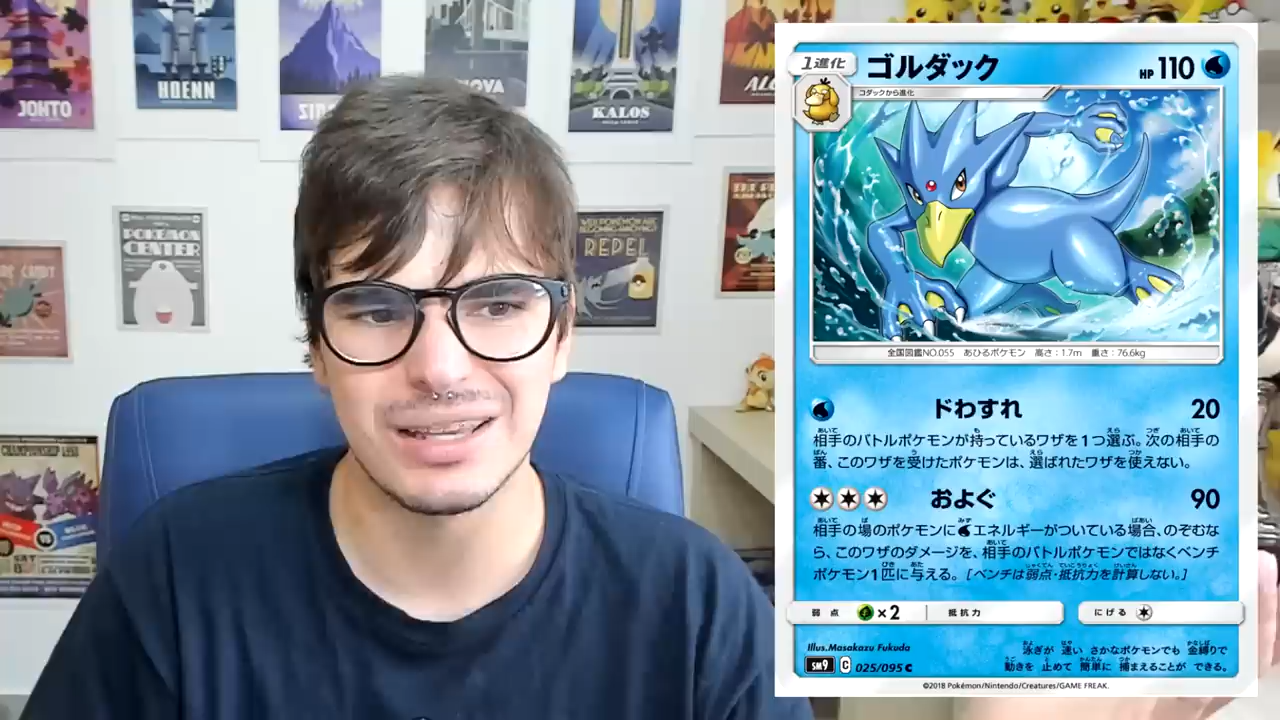 JOHTO
HOENN
KALOS
POKÉMON
CENTER
REPEL
CHAMPIONSHIP
VS
1進化
ゴルダック
HP 110
コダックから進化
全国図鑑NO.055 あひるポケモン 高さ:1.7m 重さ:76.6kg
ドわすれ 20
相手のバトルポケモンが持っているワザを1つ選ぶ。次の相手の
番、このワザを受けたポケモンは、選ばれたワザを使えない。
およぐ 90
相手の場のポケモンにエネルギーがついている場合、のぞむな
ら、このワザのダメージを、相手のバトルポケモンではなくベンチ
ポケモン1匹に与える。[ベンチは弱点・抵抗力を計算しない。]
弱点 ×2 抵抗力 にげる
Illus.Masakazu Fukuda
SM9 C 025/095 C
泳ぎが 速い さかなポケモンでも 金縛りで
動きを 止めて 簡単に 捕まえることが できる。
©2018 Pokémon/Nintendo/Creatures/GAME FREAK.